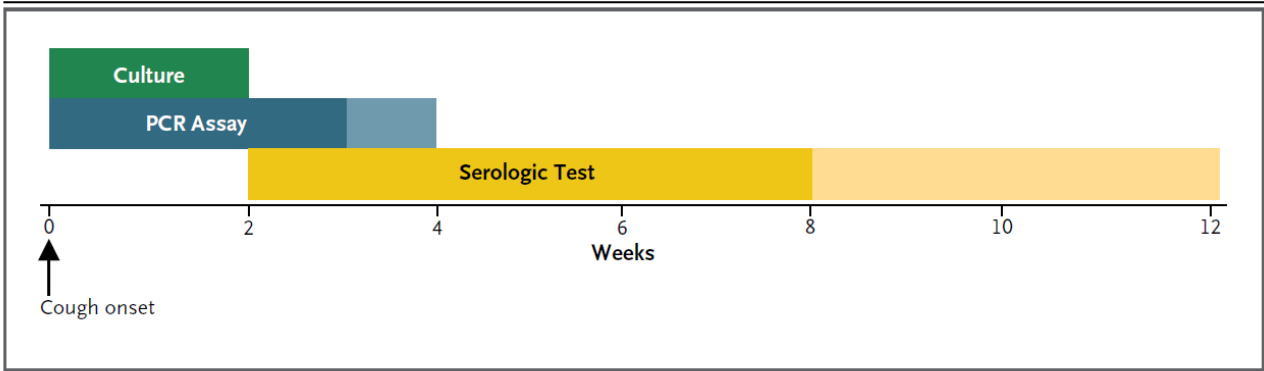 Culture
PCR Assay
Serologic Test
0 2 4 6 8 10 12
Weeks
Cough onset